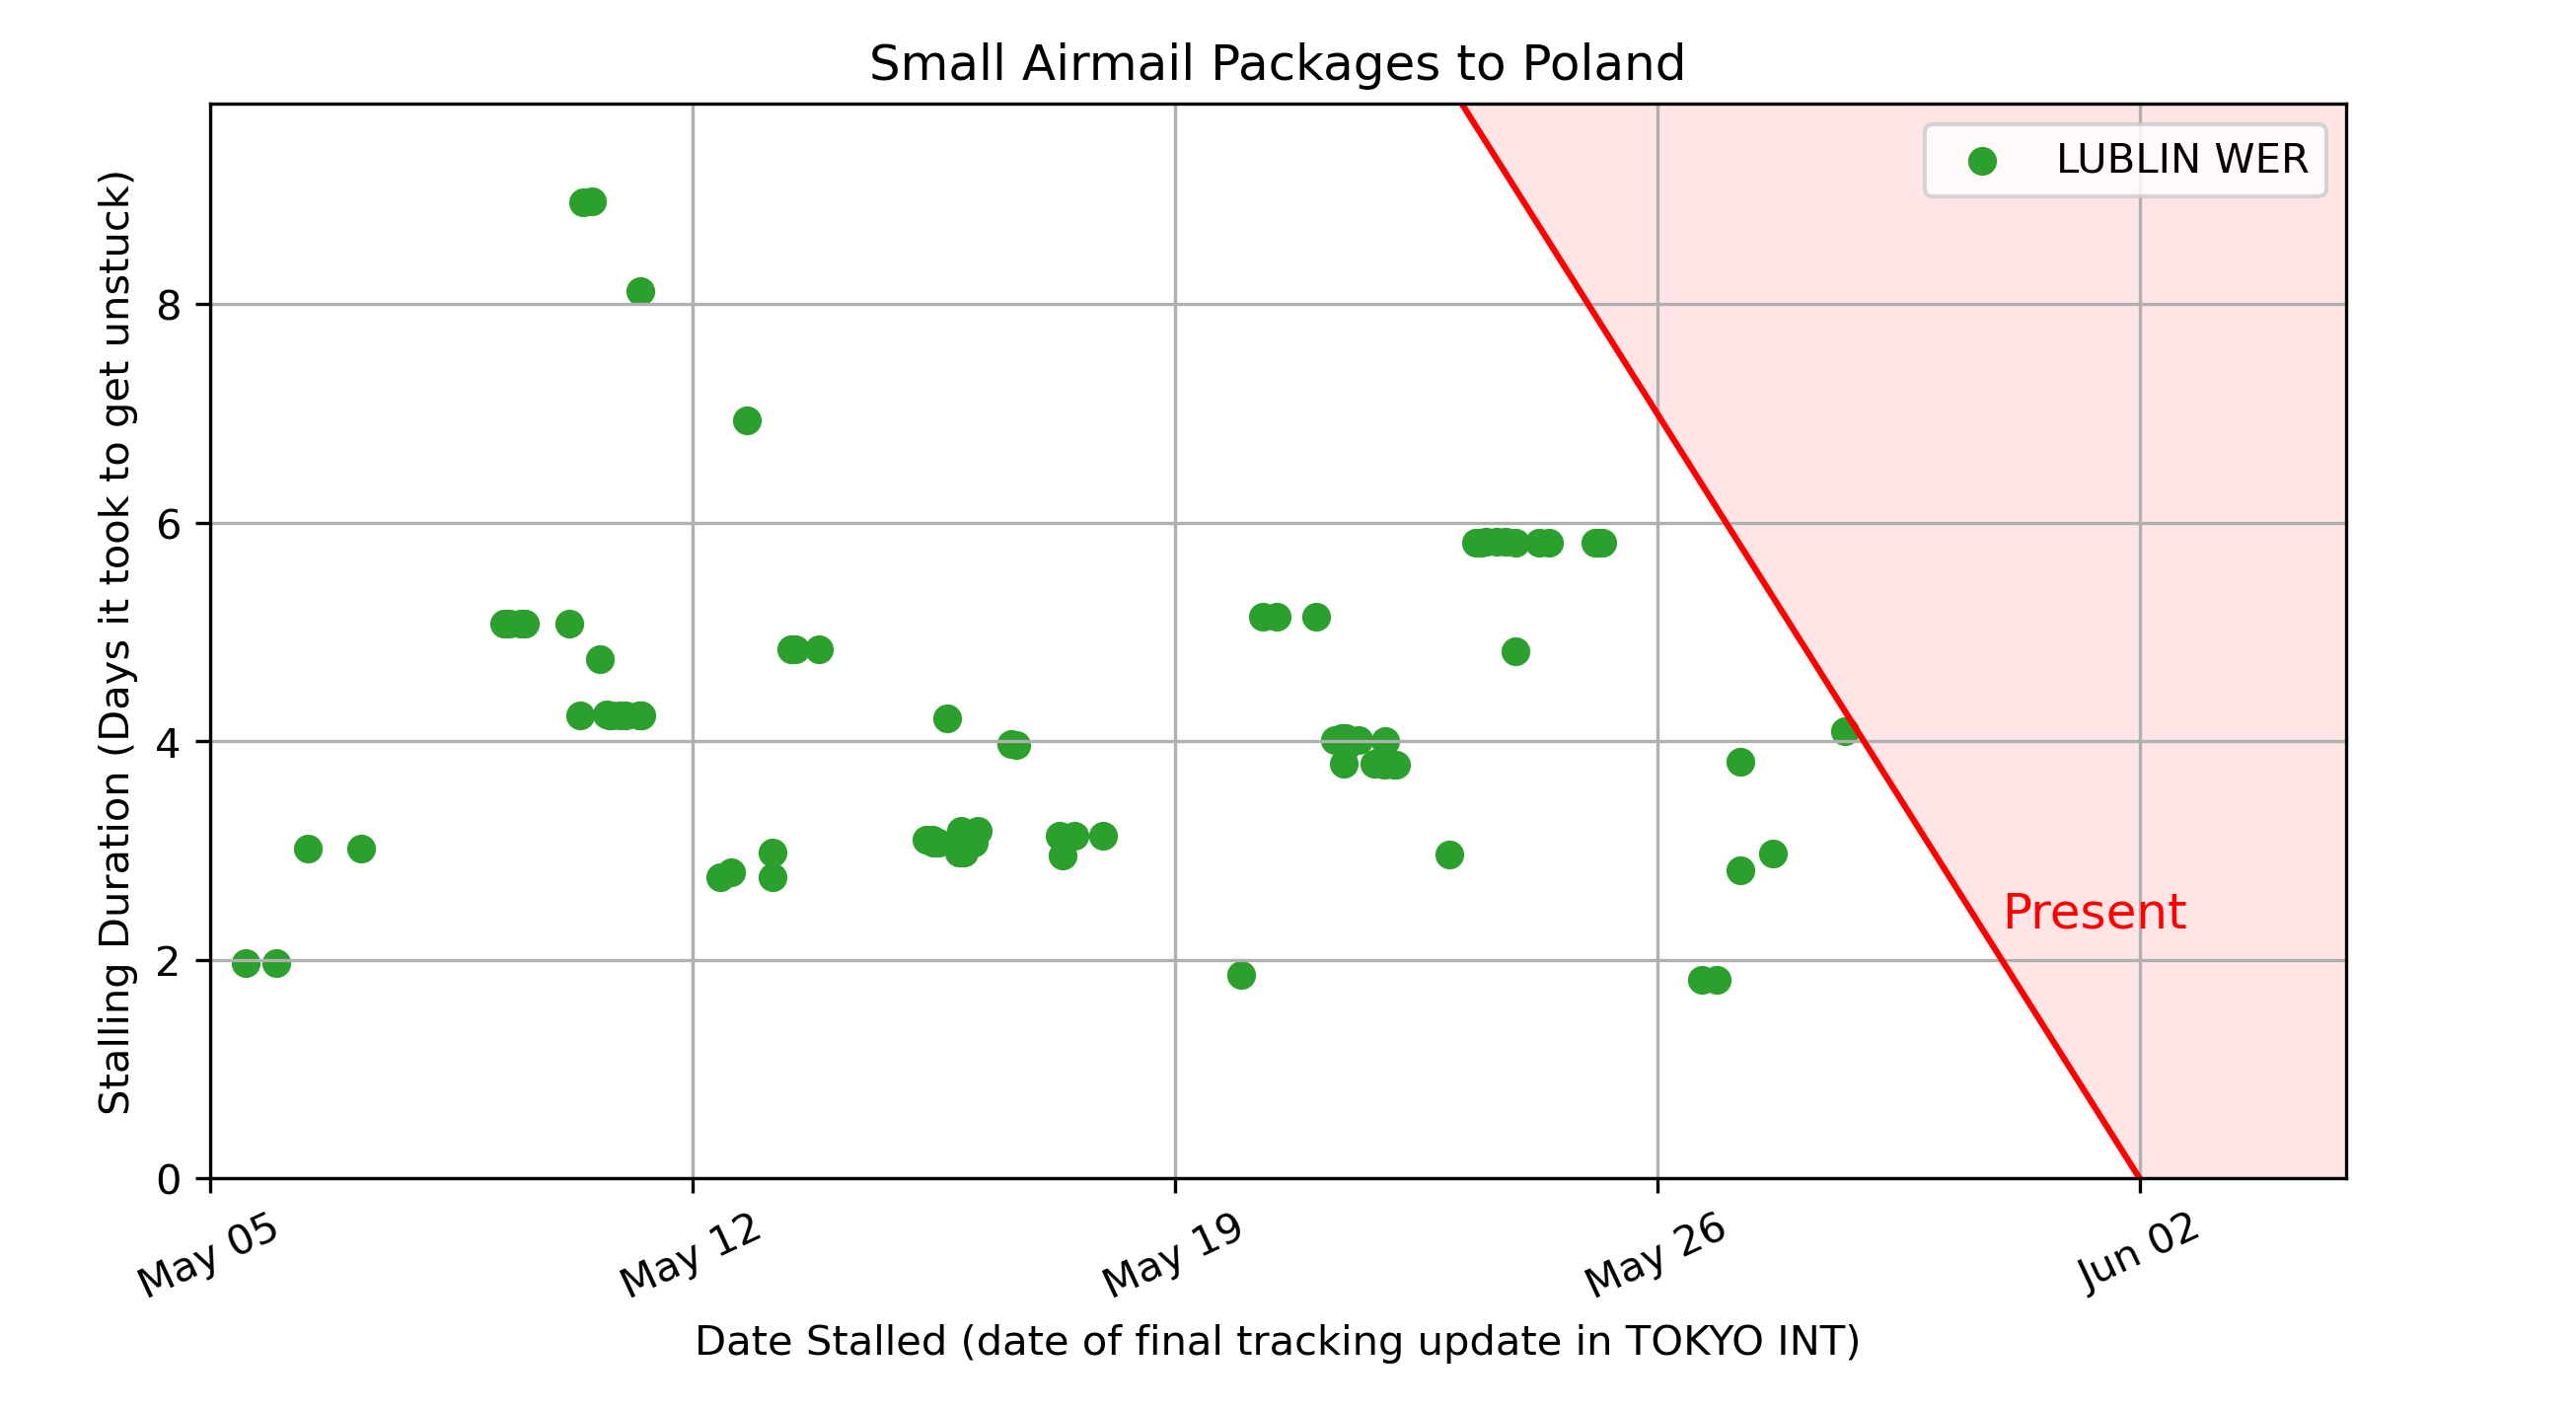 Small Airmail Packages to Poland
LUBLIN WER
Stalling Duration (Days it took to get unstuck)
8
6
4
2
0
Present
May 05
May 12
May 19
May 26
Jun 02
Date Stalled (date of final tracking update in TOKYO INT)